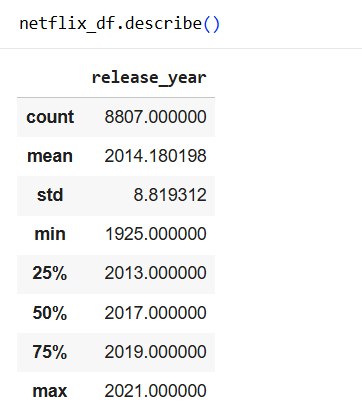 netflix_df.describe()
release_year
count 8807.000000
mean 2014.180198
std 8.819312
min 1925.000000
25% 2013.000000
50% 2017.000000
75% 2019.000000
max 2021.000000